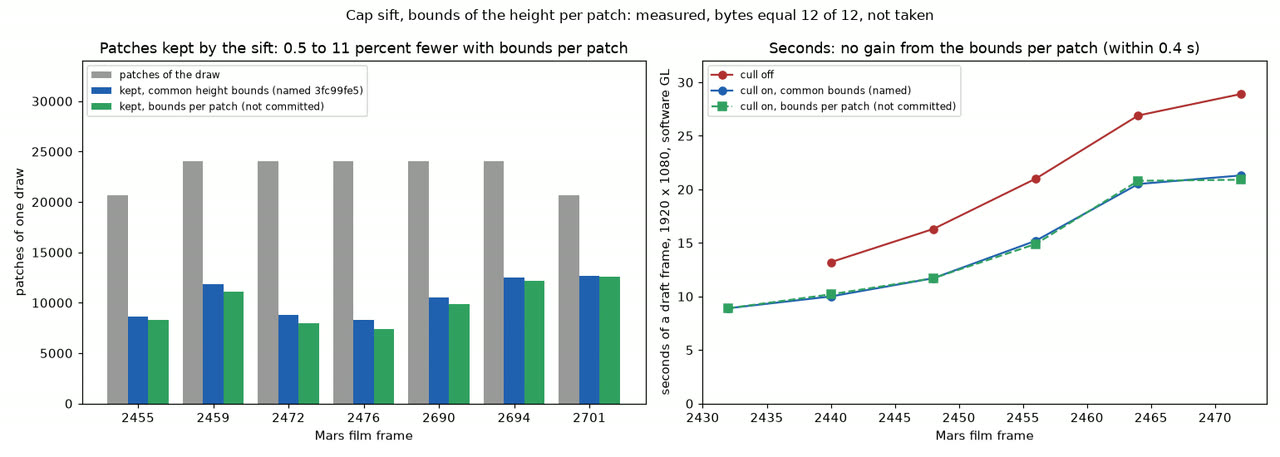 Cap sift, bounds of the height per patch: measured, bytes equal 12 of 12, not taken
Patches kept by the sift: 0.5 to 11 percent fewer with bounds per patch
patches of the draw
kept, common height bounds (named 3fc99fe5)
kept, bounds per patch (not committed)
patches of one draw
30000
25000
20000
15000
10000
5000
0
2455 2459 2472 2476 2690 2694 2701
Mars film frame
Seconds: no gain from the bounds per patch (within 0.4 s)
cull off
cull on, common bounds (named)
cull on, bounds per patch (not committed)
seconds of a draft frame, 1920 x 1080, software GL
30
25
20
15
10
5
0
2430 2435 2440 2445 2450 2455 2460 2465 2470
Mars film frame